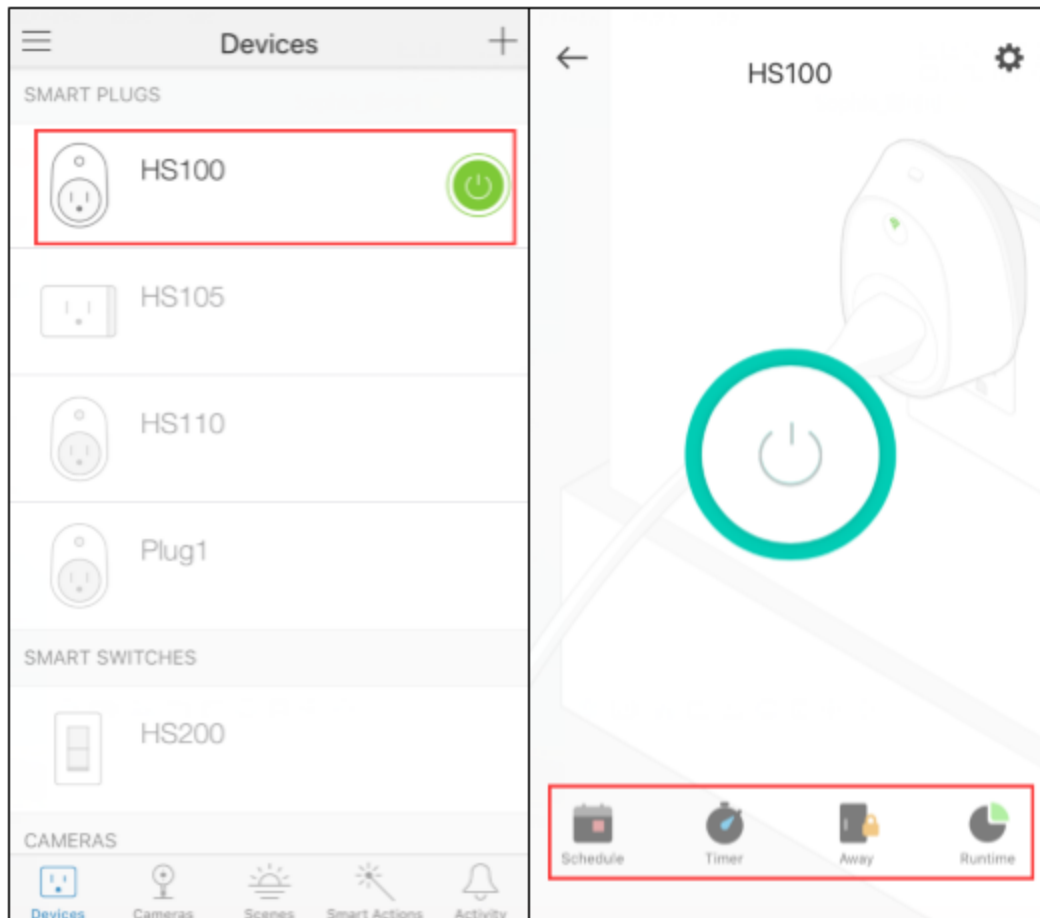 Devices
SMART PLUGS
HS100
HS105
HS110
Plug1
SMART SWITCHES
HS200
CAMERAS
Devices Cameras Scenes Smart Actions Activity
HS100
Schedule Timer Away Runtime